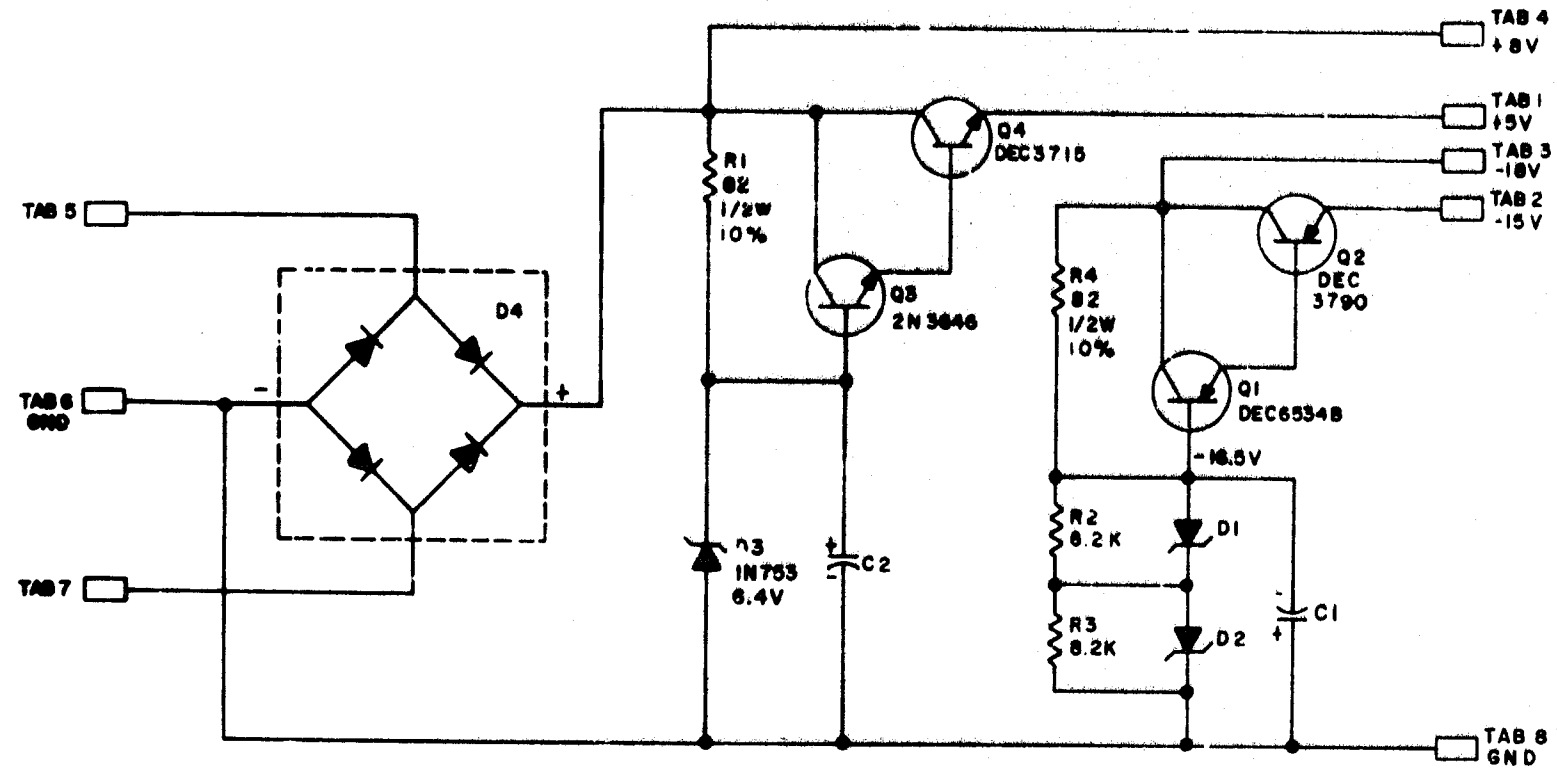 TAB 4
+8V
TAB 1
+5V
TAB 3
-18V
TAB 2
-15V
TAB 5
TAB 6
GND
TAB 7
D4
-
+
R1
82
1/2W
10%
Q4
DEC3715
Q3
2N3646
D3
1N753
6.4V
+
-
C2
R4
82
1/2W
10%
Q2
DEC
3790
Q1
DEC6534B
-16.5V
R2
8.2K
D1
R3
8.2K
D2
-
+
C1
TAB 8
GND